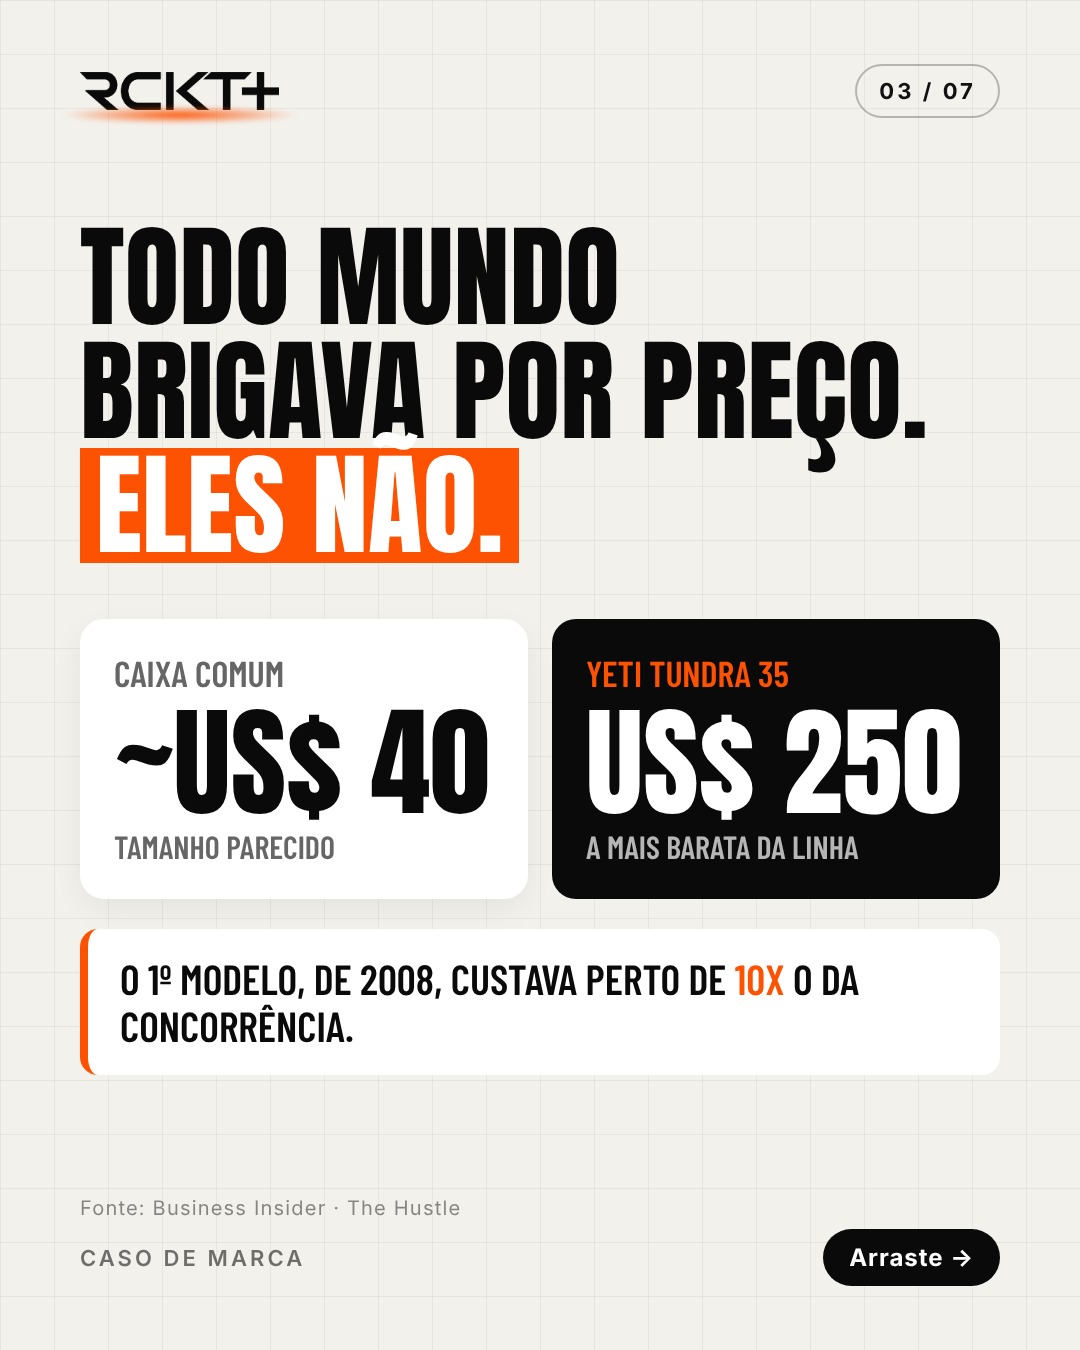 RCKT+
03 / 07
TODO MUNDO
BRIGAVA POR PREÇO.
ELES NÃO.
CAIXA COMUM
~US$ 40
TAMANHO PARECIDO
YETI TUNDRA 35
US$ 250
A MAIS BARATA DA LINHA
O 1º MODELO, DE 2008, CUSTAVA PERTO DE 10X O DA
CONCORRÊNCIA.
Fonte: Business Insider · The Hustle
CASO DE MARCA
Arraste →